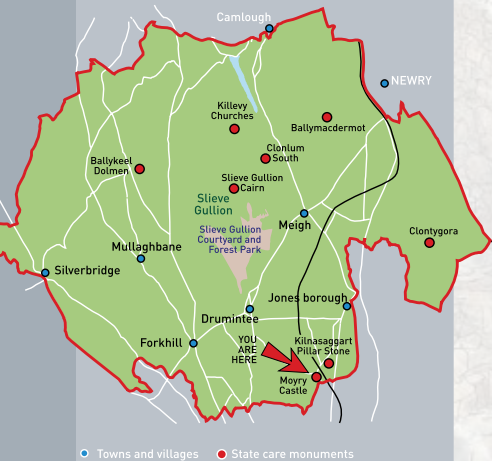 Camlough
NEWRY
Killevy
Churches
Ballymacdermot
Clonlum
South
Ballykeel
Dolmen
Slieve Gullion
Cairn
Slieve
Gullion
Meigh
Clontygora
Slieve Gullion
Courtyard and
Forest Park
Mullaghbane
Silverbridge
Jones borough
Drumintee
Forkhill
YOU
ARE
HERE
Kilnasaggart
Pillar Stone
Moyry
Castle
Towns and villages
State care monuments